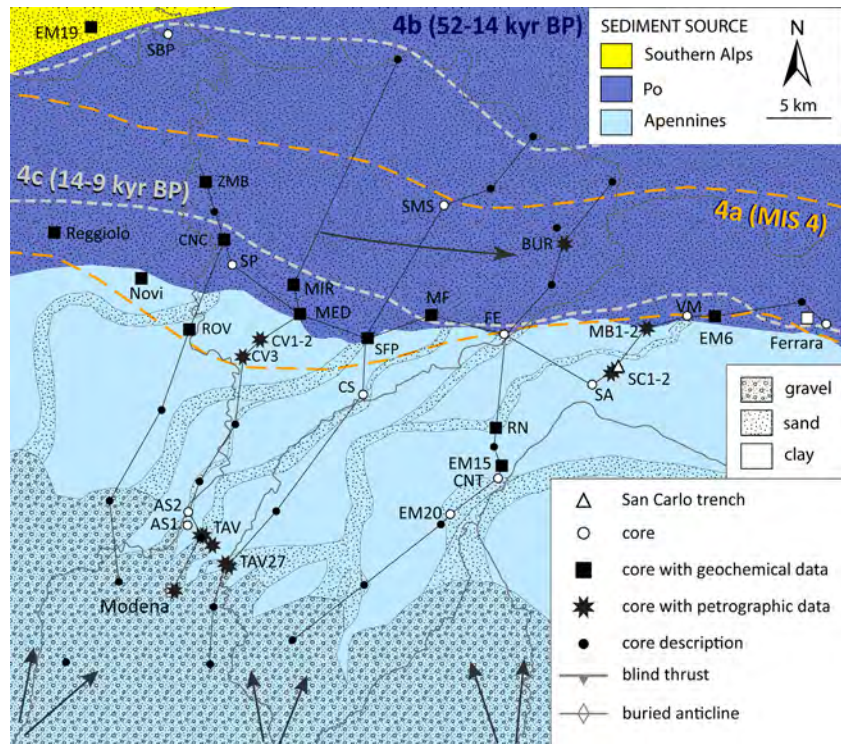 EM19
SBP
4b (52-14 kyr BP)
SEDIMENT SOURCE
Southern Alps
Po
Apennines
N
5 km
4c (14-9 kyr BP)
ZMB
SMS
4a (MIS 4)
Reggiolo
CNC
SP
BUR
Novi
MIR
MED
MF
FE
VM
ROV
CV1-2
CV3
SFP
MB1-2
EM6
Ferrara
CS
SA
SC1-2
gravel
sand
clay
RN
EM15
CNT
AS2
AS1
TAV
EM20
TAV27
Modena
San Carlo trench
core
core with geochemical data
core with petrographic data
core description
blind thrust
buried anticline